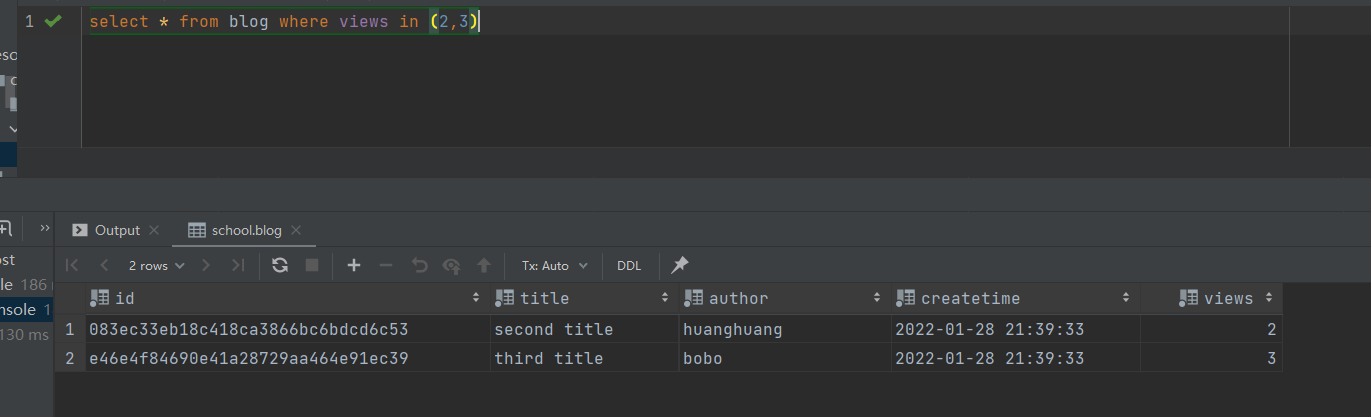 1 select * from blog where views in (2,3)
eso
c
Output school.blog
2 rows Tx: Auto DDL
ost
le 186
nsole 1
130 ms
id title author createtime views
1 083ec33eb18c418ca3866bc6bdcd6c53 second title huanghuang 2022-01-28 21:39:33 2
2 e46e4f84690e41a28729aa464e91ec39 third title bobo 2022-01-28 21:39:33 3